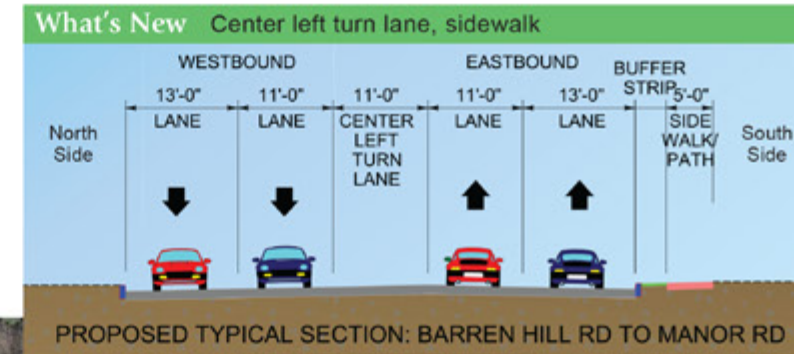 What's New Center left turn lane, sidewalk
WESTBOUND
EASTBOUND
BUFFER
STRIP
13'-0"
11'-0"
11'-0"
11'-0"
13'-0"
5'-0"
North
Side
LANE
LANE
CENTER
LEFT
TURN
LANE
LANE
LANE
SIDE
WALK/
PATH
South
Side
PROPOSED TYPICAL SECTION: BARREN HILL RD TO MANOR RD